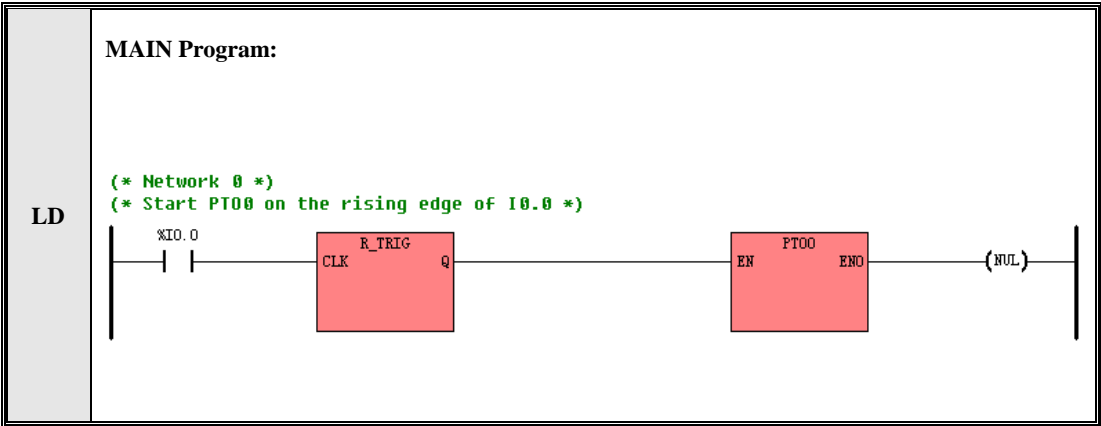 MAIN Program:
(* Network 0 *)
(* Start PTO0 on the rising edge of I0.0 *)
LD
%I0.0
R_TRIG
PTO0
CLK Q
EN ENO
(NUL)